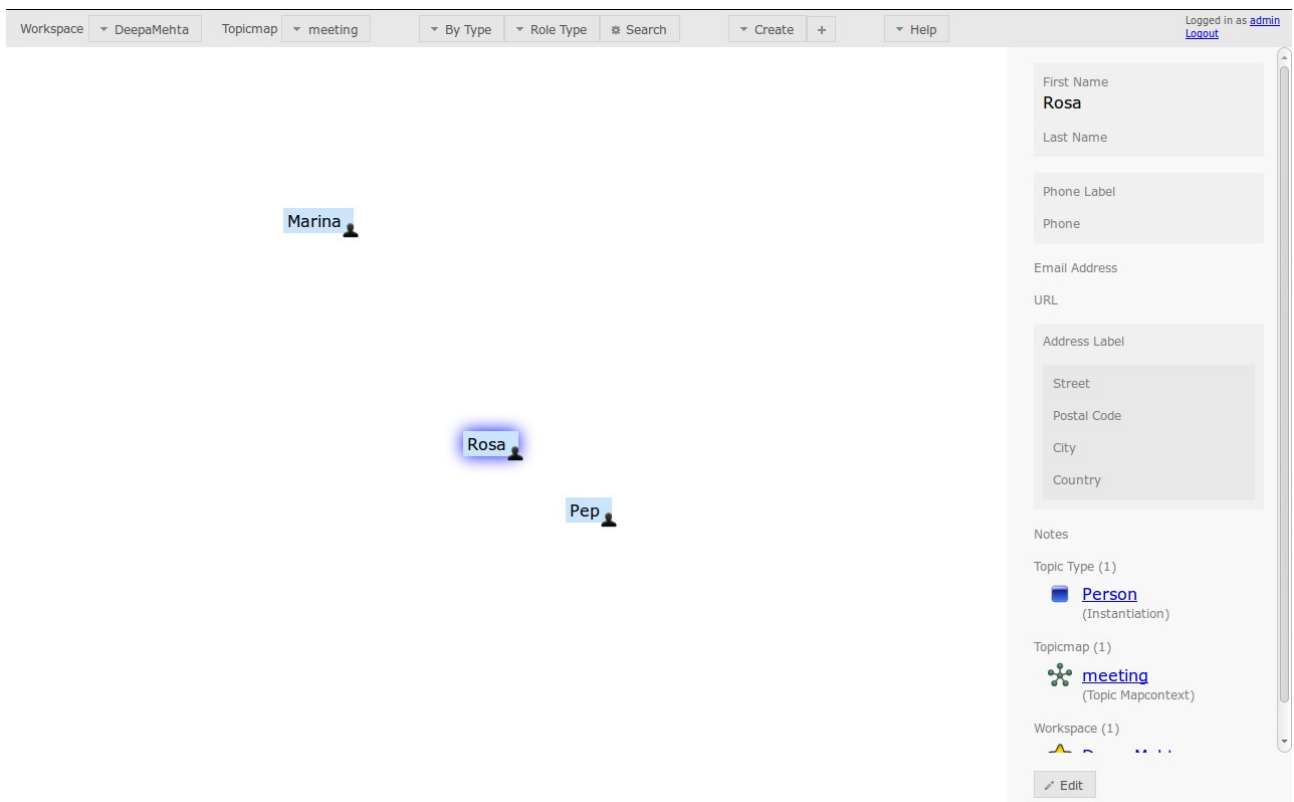 Workspace DeepaMehta Topicmap meeting By Type Role Type Search Create + Help
Logged in as admin
Logout
Marina
Rosa
Pep
First Name
Rosa
Last Name
Phone Label
Phone
Email Address
URL
Address Label
Street
Postal Code
City
Country
Notes
Topic Type (1)
Person
(Instantiation)
Topicmap (1)
meeting
(Topic Mapcontext)
Workspace (1)
Edit